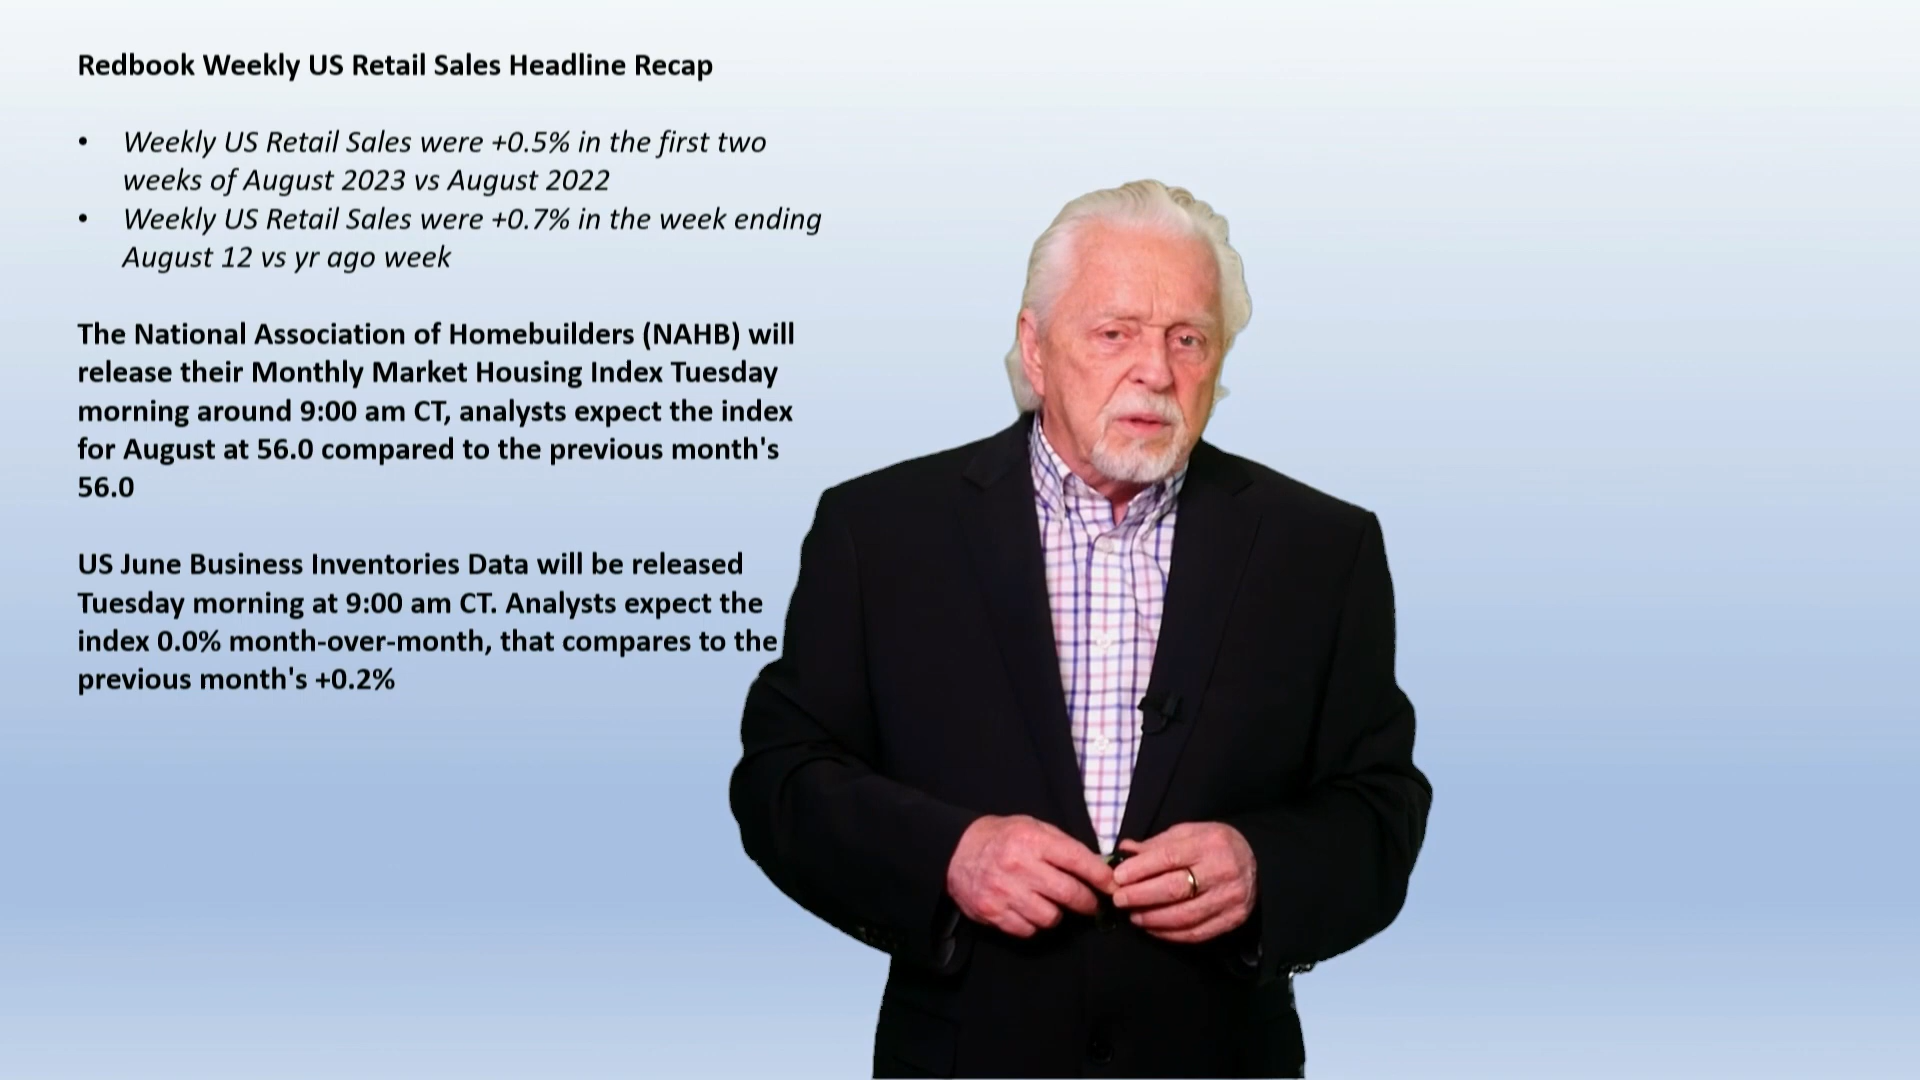 Redbook Weekly US Retail Sales Headline Recap
• Weekly US Retail Sales were +0.5% in the first two
weeks of August 2023 vs August 2022
• Weekly US Retail Sales were +0.7% in the week ending
August 12 vs yr ago week
The National Association of Homebuilders (NAHB) will
release their Monthly Market Housing Index Tuesday
morning around 9:00 am CT, analysts expect the index
for August at 56.0 compared to the previous month's
56.0
US June Business Inventories Data will be released
Tuesday morning at 9:00 am CT. Analysts expect the
index 0.0% month-over-month, that compares to the
previous month's +0.2%